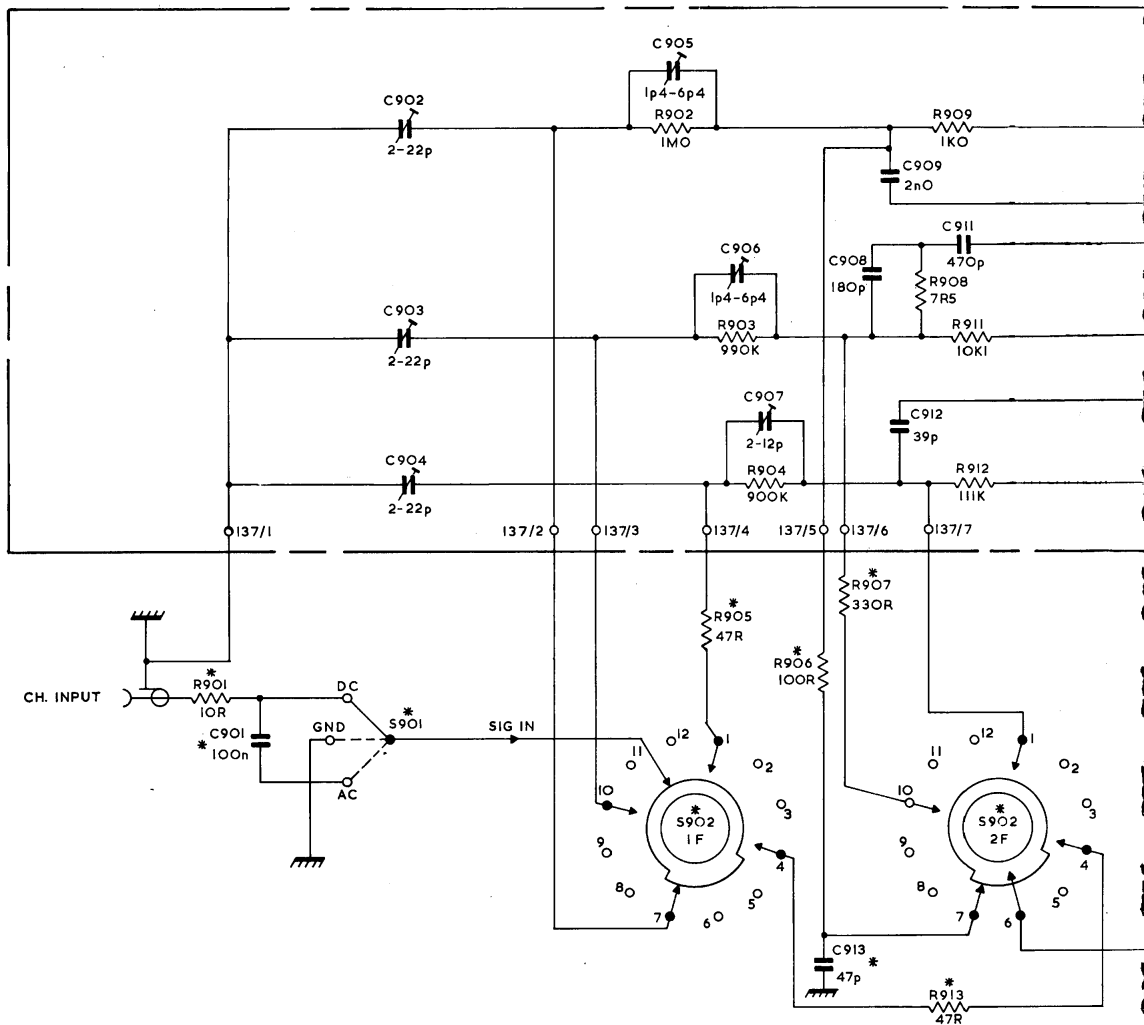 C905
1p4-6p4
R902
1MO
C902
2-22p
R909
1KO
C909
2nO
C911
470p
C906
1p4-6p4
C908
180p
R908
7R5
C903
2-22p
R903
990K
R911
10K1
C907
2-12p
C912
39p
C904
2-22p
R904
900K
R912
111K
137/1
137/2
137/3
137/4
137/5
137/6
137/7
*
R905
47R
*
R907
330R
*
R906
100R
CH. INPUT
*
R901
10R
*
C901
100n
DC
GND
AC
*
S901
SIG IN
11
12
1
2
10
3
*
S902
1F
9
4
8
5
7
6
11
12
1
2
10
3
*
S902
2F
9
4
8
5
7
6
C913
47p
*
*
R913
47R